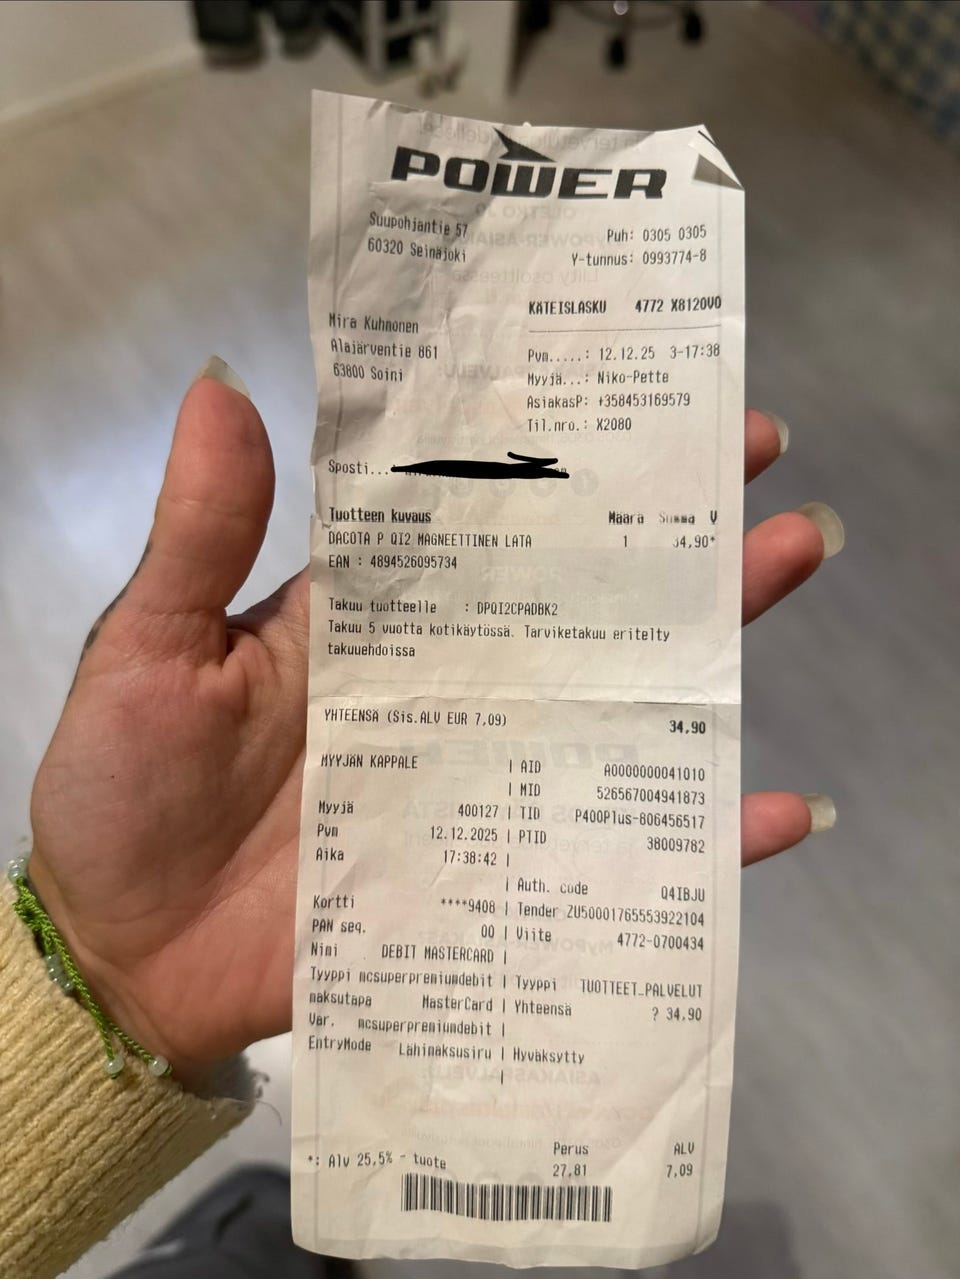 POWER
Suupohjantie 57
60320 Seinäjoki
Puh: 0305 0305
Y-tunnus: 0993774-8
KÄTEISLASKU 4772 X8120VO
Mira Kuhnonen
Alajärventie 861
63800 Soini
Pvm.....: 12.12.25 3-17:38
Myyjä...: Niko-Pette
AsiakasP: +358453169579
Til.nro.: X2080
Sposti...
Tuotteen kuvaus Määrä Summa V
DACOTA P QI2 MAGNEETTINEN LATA 1 34,90*
EAN : 4894526095734
Takuu tuotteelle : DPQI2CPADBK2
Takuu 5 vuotta kotikäytössä. Tarviketakuu eritelty
takuuehdoissa
YHTEENSÄ (Sis.ALV EUR 7,09) 34,90
MYYJÄN KAPPALE | AID A0000000041010
| MID 526567004941873
Myyjä 400127 | TID P400Plus-806456517
Pvm 12.12.2025 | PTID 38009782
Aika 17:38:42 |
| Auth. code Q4IBJU
Kortti ****9408 | Tender ZU50001765553922104
PAN seq. 00 | Viite 4772-0700434
Nimi DEBIT MASTERCARD |
Tyyppi mcsuperpremiumdebit | Tyyppi TUOTTEET_PALVELUT
maksutapa MasterCard | Yhteensä ? 34,90
Var. mcsuperpremiumdebit |
EntryMode Lähimaksusiru | Hyväksytty
|
Perus ALV
*: Alv 25,5% - tuote 27,81 7,09